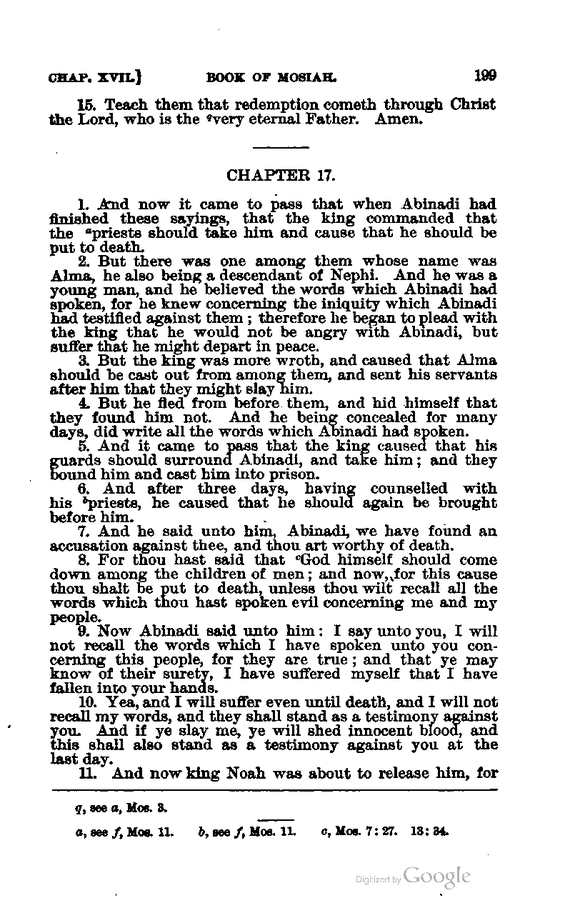 CHAP. XVII.} BOOK OF MOSIAH. 199
15. Teach them that redemption cometh through Christ
the Lord, who is the qvery eternal Father. Amen.
CHAPTER 17.
1. And now it came to pass that when Abinadi had
finished these sayings, that the king commanded that
the apriests should take him and cause that he should be
put to death.
2. But there was one among them whose name was
Alma, he also being a descendant of Nephi. And he was a
young man, and he believed the words which Abinadi had
spoken, for he knew concerning the iniquity which Abinadi
had testified against them; therefore he began to plead with
the king that he would not be angry with Abinadi, but
suffer that he might depart in peace.
3. But the king was more wroth, and caused that Alma
should be cast out from among them, and sent his servants
after him that they might slay him.
4. But he fled from before them, and hid himself that
they found him not. And he being concealed for many
days, did write all the words which Abinadi had spoken.
5. And it came to pass that the king caused that his
guards should surround Abinadi, and take him; and they
bound him and cast him into prison.
6. And after three days, having counselled with
his bpriests, he caused that he should again be brought
before him.
7. And he said unto him, Abinadi, we have found an
accusation against thee, and thou art worthy of death.
8. For thou hast said that cGod himself should come
down among the children of men; and now, for this cause
thou shalt be put to death, unless thou wilt recall all the
words which thou hast spoken evil concerning me and my
people.
9. Now Abinadi said unto him: I say unto you, I will
not recall the words which I have spoken unto you con-
cerning this people, for they are true; and that ye may
know of their surety, I have suffered myself that I have
fallen into your hands.
10. Yea, and I will suffer even until death, and I will not
recall my words, and they shall stand as a testimony against
you. And if ye slay me, ye will shed innocent blood, and
this shall also stand as a testimony against you at the
last day.
11. And now king Noah was about to release him, for
q, see a, Mos. 3.
a, see f, Mos. 11. b, see f, Mos. 11. c, Mos. 7: 27. 13: 34.
Digitized by Google